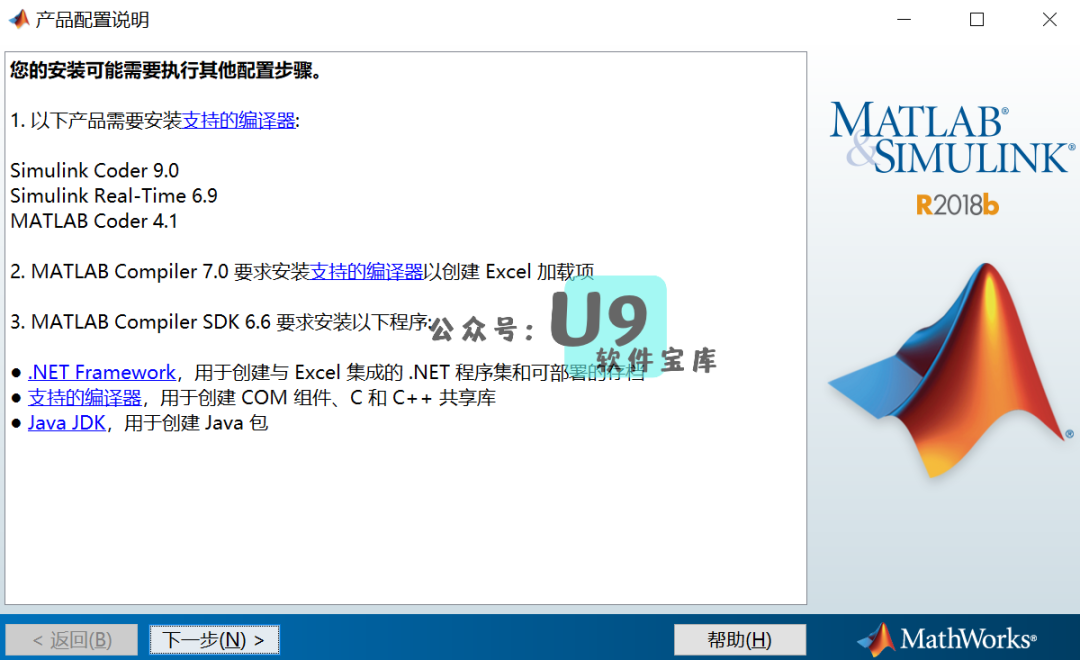 产品配置说明
您的安装可能需要执行其他配置步骤。
1. 以下产品需要安装支持的编译器:
Simulink Coder 9.0
Simulink Real-Time 6.9
MATLAB Coder 4.1
2. MATLAB Compiler 7.0 要求安装支持的编译器以创建 Excel 加载项
3. MATLAB Compiler SDK 6.6 要求安装以下程序:
● .NET Framework，用于创建与 Excel 集成的 .NET 程序集和可部署的存档
● 支持的编译器，用于创建 COM 组件、C 和 C++ 共享库
● Java JDK，用于创建 Java 包
公众号：U9
软件宝库
MATLAB®
&SIMULINK®
R2018b
®
< 返回(B)
下一步(N) >
帮助(H)
MathWorks®